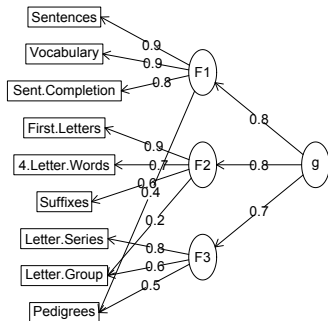 Sentences
0.9
Vocabulary
0.9
F1
Sent.Completion
0.8
0.8
First.Letters
0.9
4.Letter.Words
0.7
F2
0.8
g
0.6
Suffixes
0.4
0.2
0.7
Letter.Series
0.8
F3
Letter.Group
0.6
0.5
Pedigrees